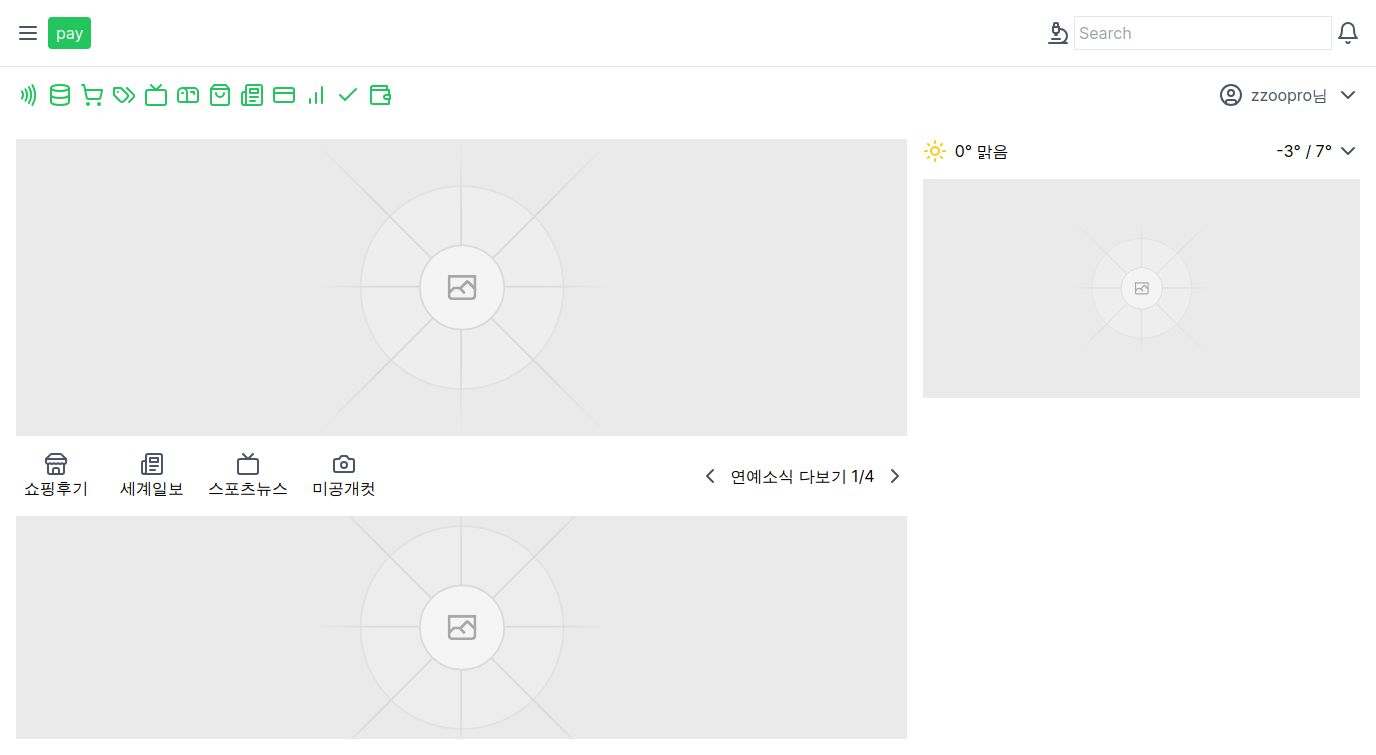 pay
Search
zzoopro님
0° 맑음
-3° / 7°
쇼핑후기
세계일보
스포츠뉴스
미공개컷
연예소식 다보기 1/4